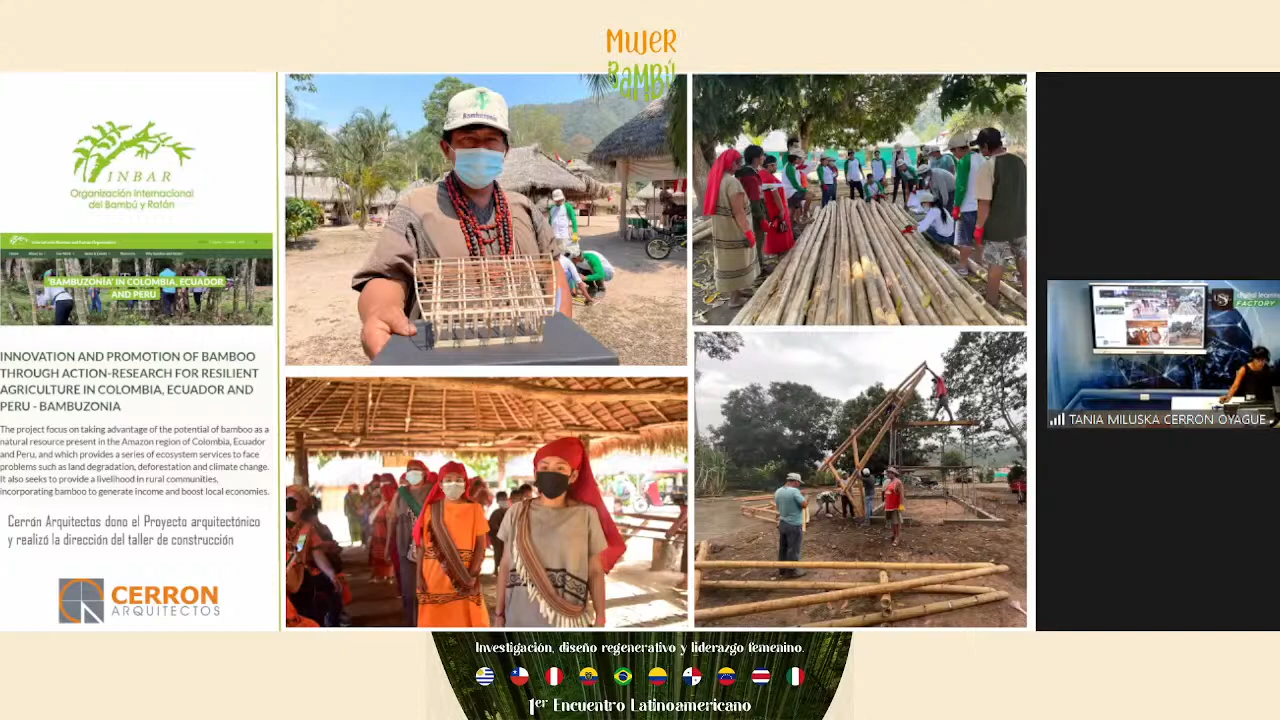 MUJER
BAMBÚ
INBAR
Organización Internacional
del Bambú y Ratán
'BAMBUZONÍA' IN COLOMBIA, ECUADOR
AND PERU
INNOVATION AND PROMOTION OF BAMBOO
THROUGH ACTION-RESEARCH FOR RESILIENT
AGRICULTURE IN COLOMBIA, ECUADOR AND
PERU - BAMBUZONIA
The project focus on taking advantage of the potential of bamboo as a
natural resource present in the Amazon region of Colombia, Ecuador
and Peru, and which provides a series of ecosystem services to face
problems such as land degradation, deforestation and climate change.
It also seeks to provide a livelihood in rural communities,
incorporating bamboo to generate income and boost local economies.
Cerrón Arquitectos dono el Proyecto arquitectónico
y realizó la dirección del taller de construcción
CERRON
ARQUITECTOS
Bambuzonía
digital learning
FACTORY
TANIA MILUSKA CERRON OYAGUE
Investigación, diseño regenerativo y liderazgo femenino.
1er Encuentro Latinoamericano